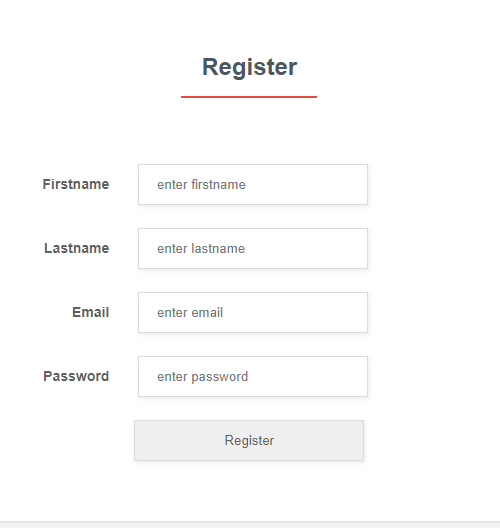 Register
Firstname enter firstname
Lastname enter lastname
Email enter email
Password enter password
Register